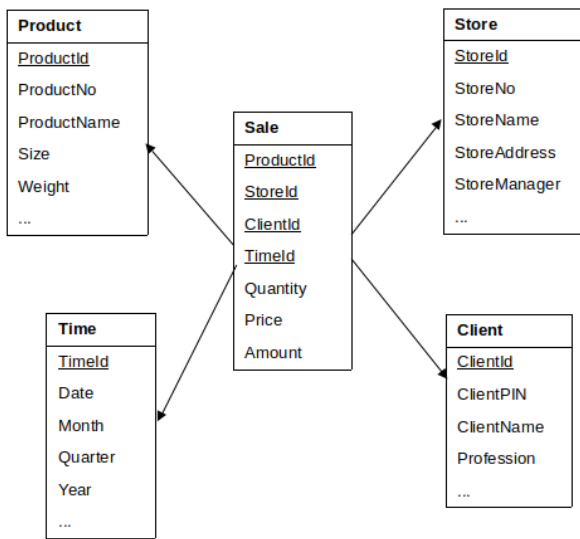 Product
ProductId
ProductNo
ProductName
Size
Weight
...
Store
StoreId
StoreNo
StoreName
StoreAddress
StoreManager
...
Sale
ProductId
StoreId
ClientId
TimeId
Quantity
Price
Amount
Time
TimeId
Date
Month
Quarter
Year
...
Client
ClientId
ClientPIN
ClientName
Profession
...